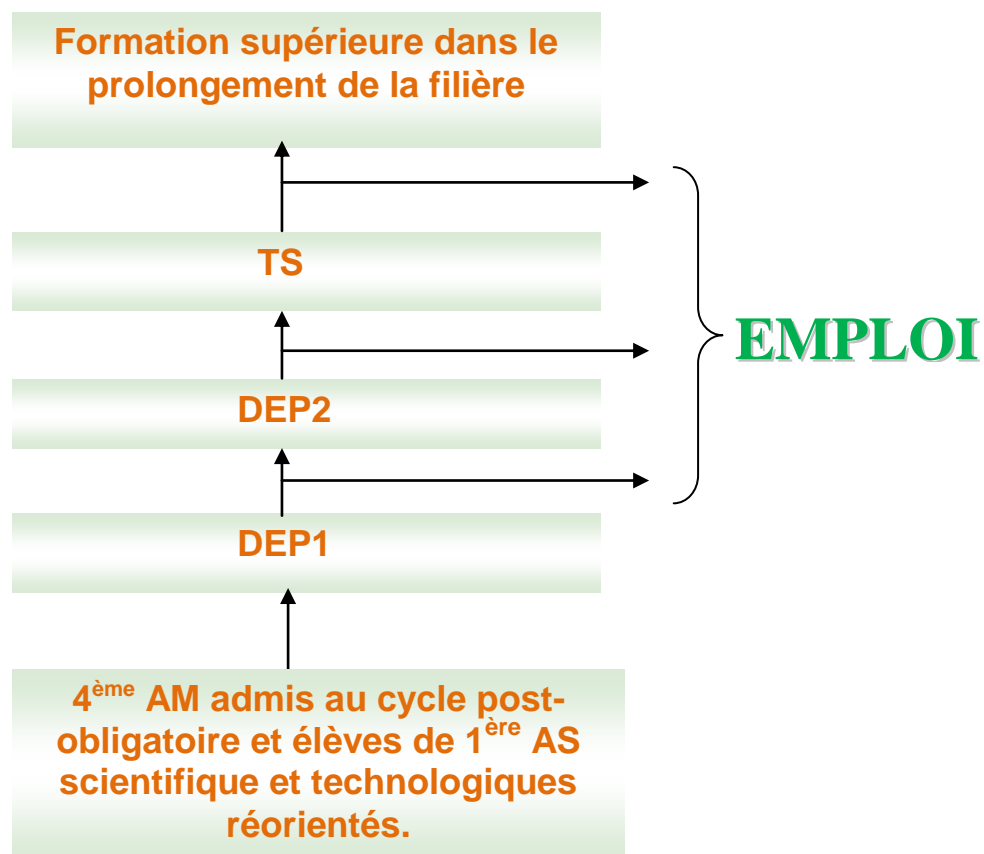 Formation supérieure dans le
prolongement de la filière
TS
EMPLOI
DEP2
DEP1
4ème AM admis au cycle post-
obligatoire et élèves de 1ère AS
scientifique et technologiques
réorientés.